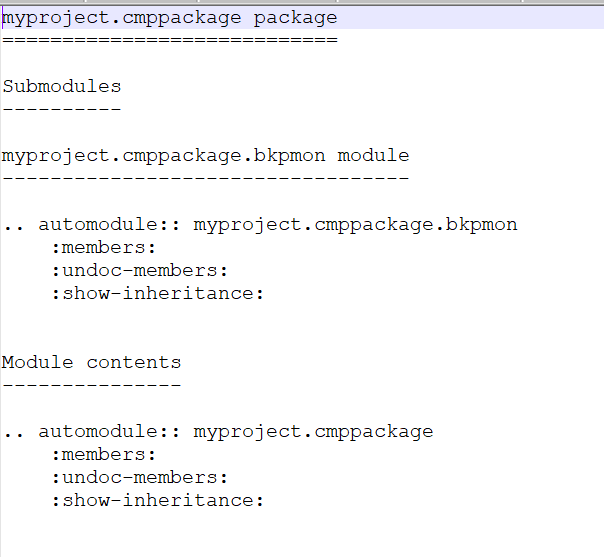 myproject.cmppackage package
============================
Submodules
----------
myproject.cmppackage.bkpmon module
----------------------------------
.. automodule:: myproject.cmppackage.bkpmon
    :members:
    :undoc-members:
    :show-inheritance:
Module contents
---------------
.. automodule:: myproject.cmppackage
    :members:
    :undoc-members:
    :show-inheritance: